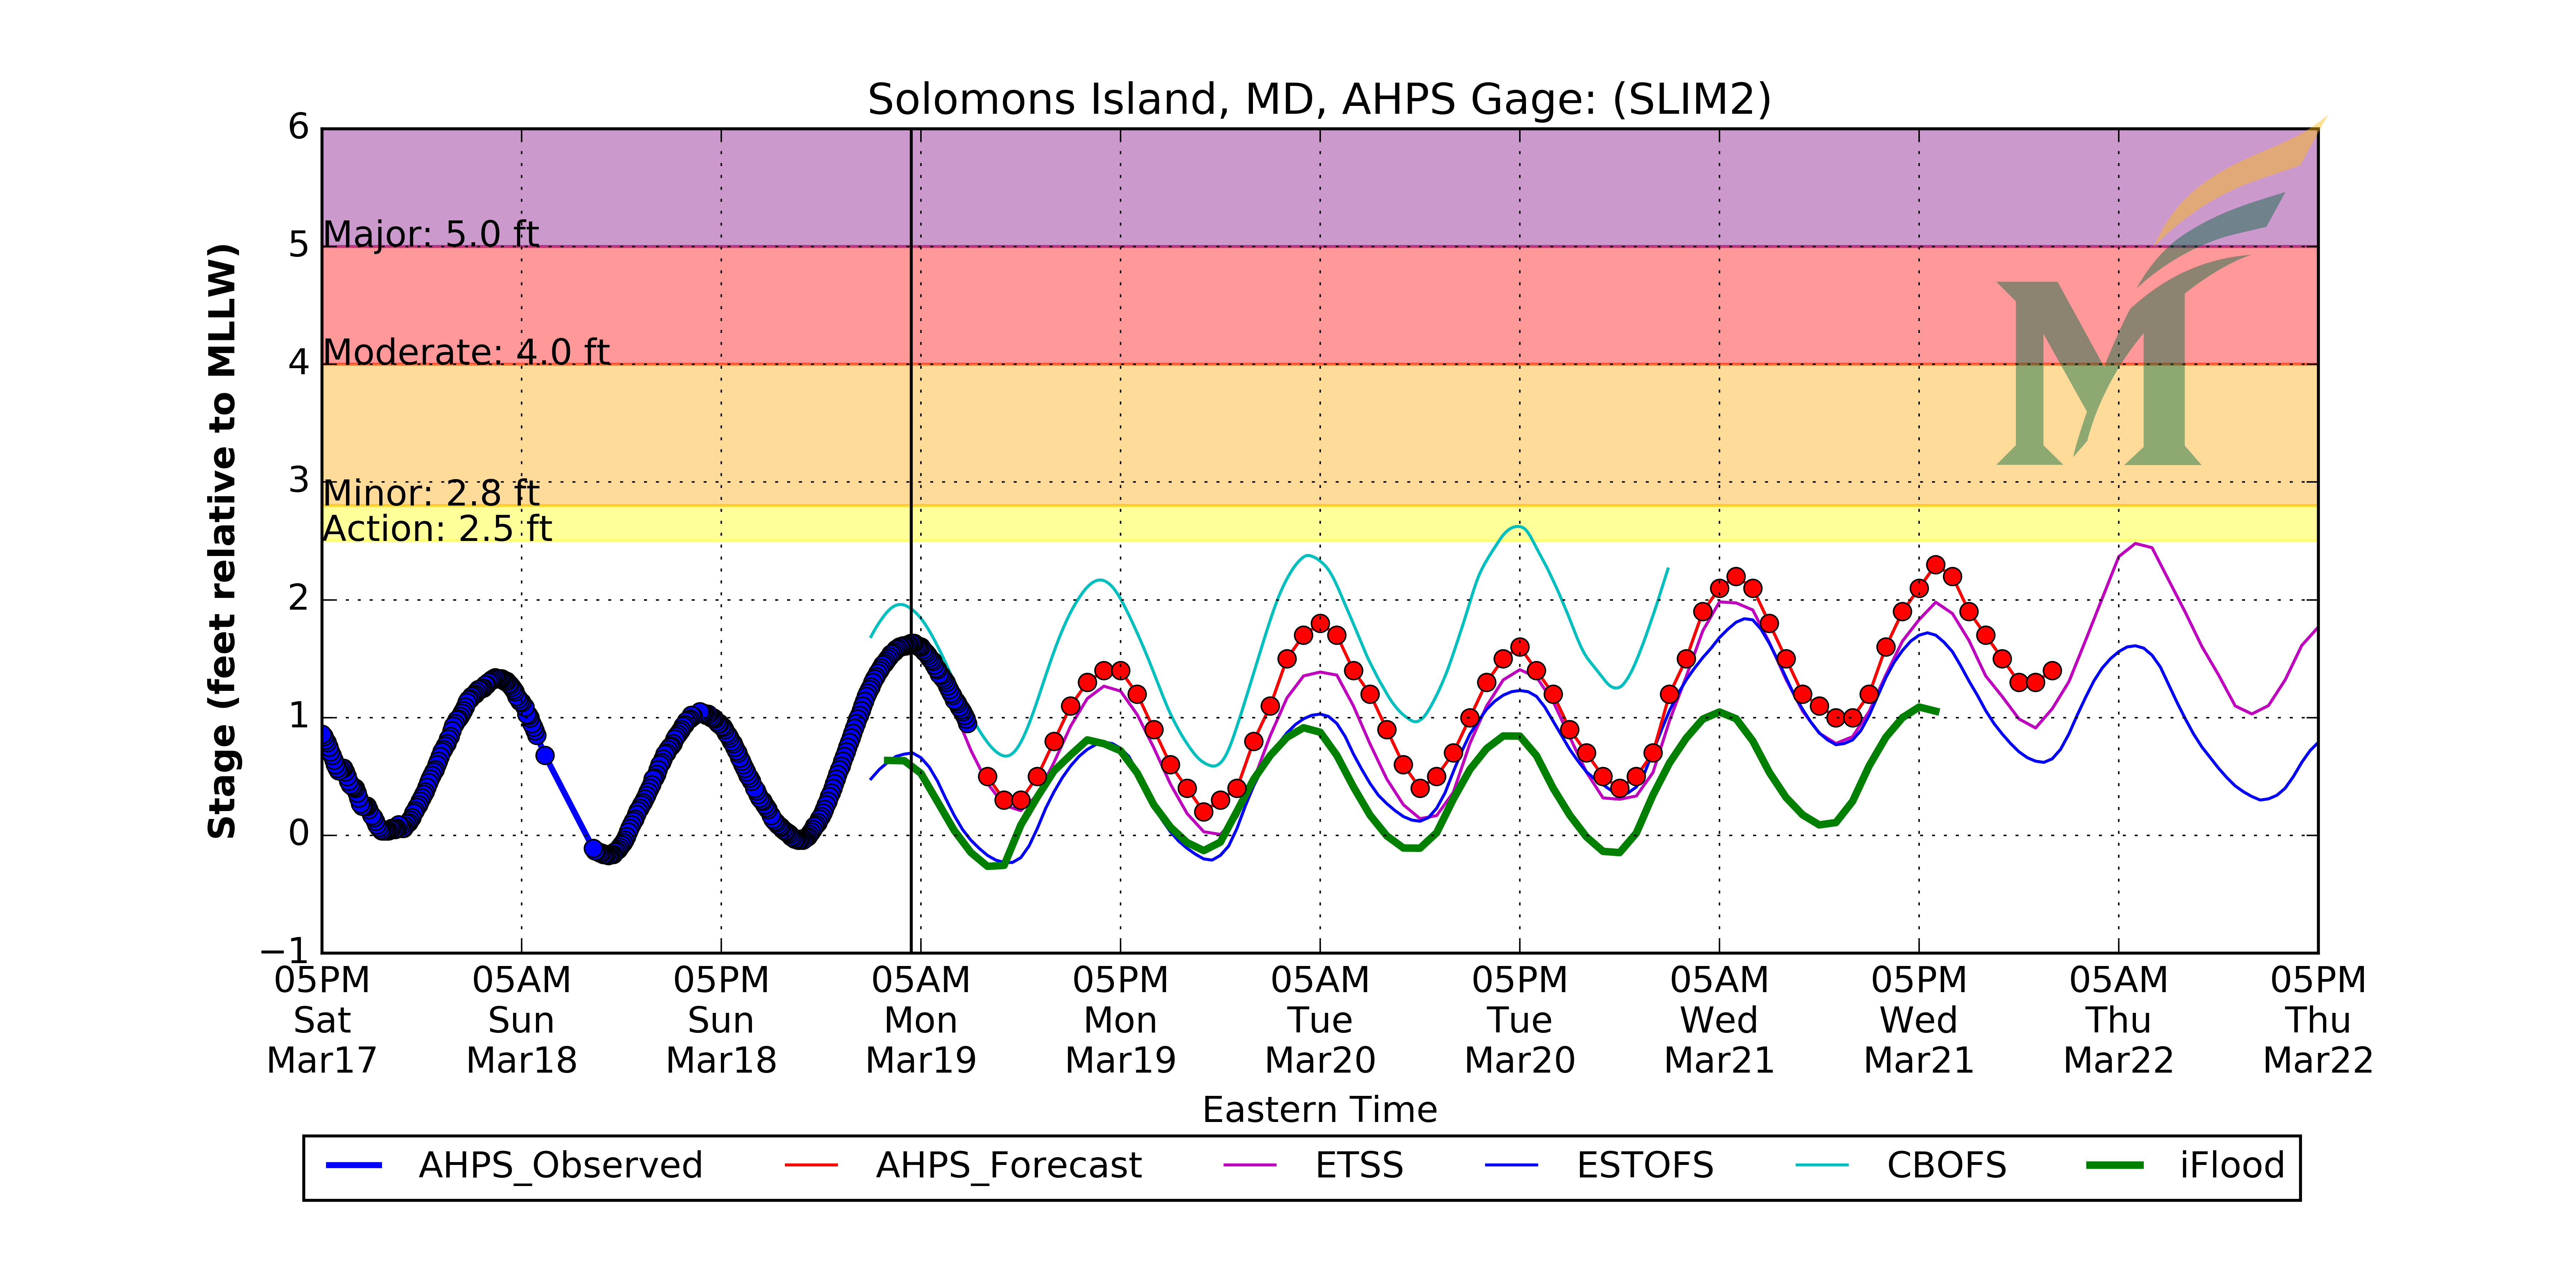 Solomons Island, MD, AHPS Gage: (SLIM2)
Stage (feet relative to MLLW)
6
5
4
3
2
1
0
−1
Major: 5.0 ft
Moderate: 4.0 ft
Minor: 2.8 ft
Action: 2.5 ft
M
05PM 05AM 05PM 05AM 05PM 05AM 05PM 05AM 05PM 05AM 05PM
Sat Sun Sun Mon Mon Tue Tue Wed Wed Thu Thu
Mar17 Mar18 Mar18 Mar19 Mar19 Mar20 Mar20 Mar21 Mar21 Mar22 Mar22
Eastern Time
AHPS_Observed AHPS_Forecast ETSS ESTOFS CBOFS iFlood